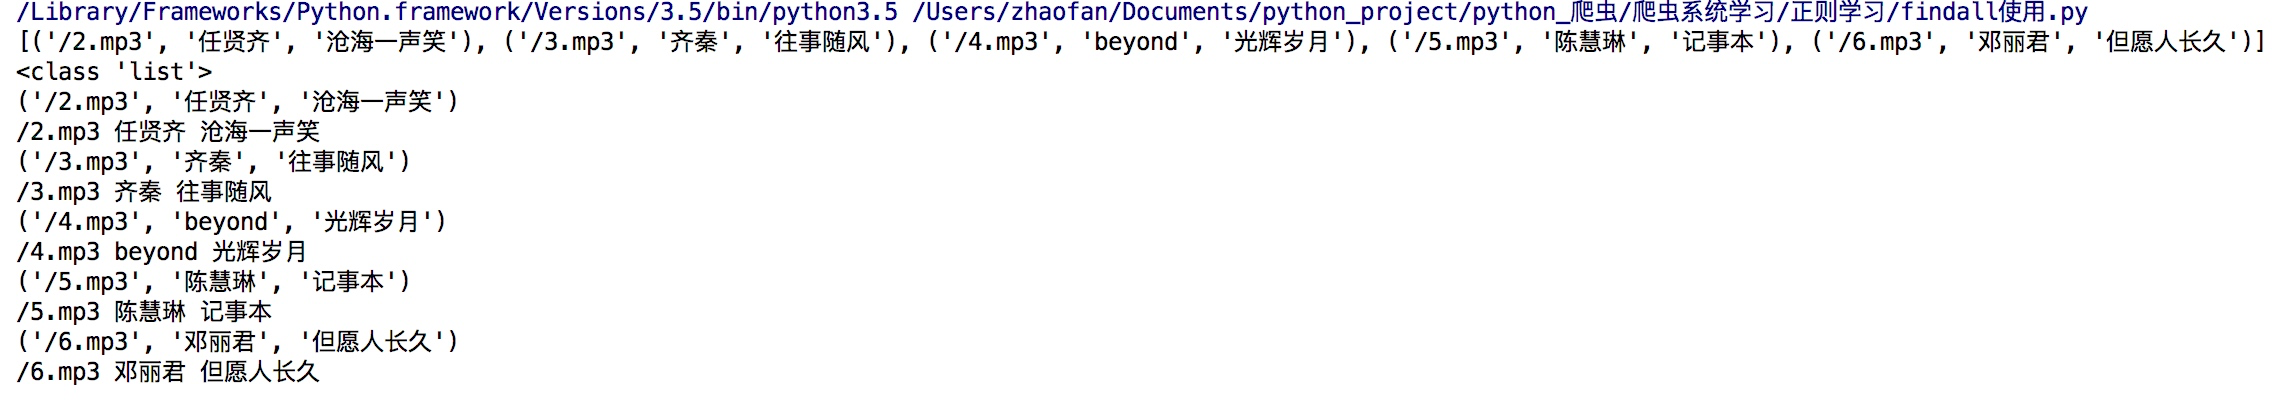 /Library/Frameworks/Python.framework/Versions/3.5/bin/python3.5 /Users/zhaofan/Documents/python_project/python_爬虫/爬虫系统学习/正则学习/findall使用.py
[('/2.mp3', '任贤齐', '沧海一声笑'), ('/3.mp3', '齐秦', '往事随风'), ('/4.mp3', 'beyond', '光辉岁月'), ('/5.mp3', '陈慧琳', '记事本'), ('/6.mp3', '邓丽君', '但愿人长久')]
<class 'list'>
('/2.mp3', '任贤齐', '沧海一声笑')
/2.mp3 任贤齐 沧海一声笑
('/3.mp3', '齐秦', '往事随风')
/3.mp3 齐秦 往事随风
('/4.mp3', 'beyond', '光辉岁月')
/4.mp3 beyond 光辉岁月
('/5.mp3', '陈慧琳', '记事本')
/5.mp3 陈慧琳 记事本
('/6.mp3', '邓丽君', '但愿人长久')
/6.mp3 邓丽君 但愿人长久